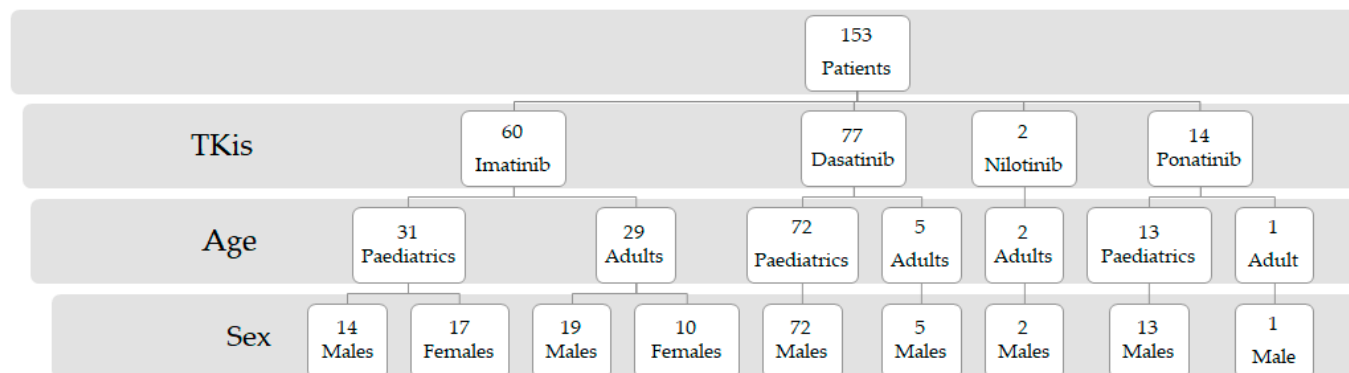 153
Patients
TKis
60
Imatinib
77
Dasatinib
2
Nilotinib
14
Ponatinib
Age
31
Paediatrics
29
Adults
72
Paediatrics
5
Adults
2
Adults
13
Paediatrics
1
Adult
Sex
14
Males
17
Females
19
Males
10
Females
72
Males
5
Males
2
Males
13
Males
1
Male